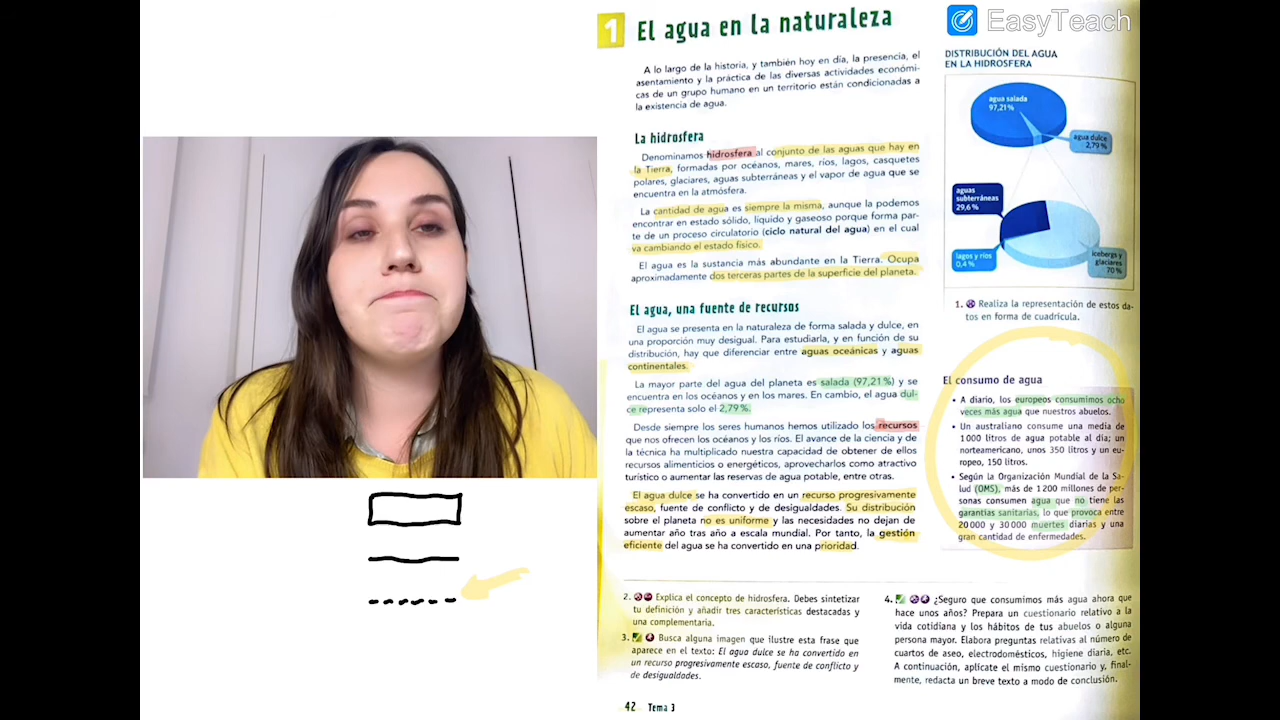 EasyTeach
1 El agua en la naturaleza
A lo largo de la historia, y también hoy en día, la presencia, el
asentamiento y la práctica de las diversas actividades económi-
cas de un grupo humano en un territorio están condicionadas a
la existencia de agua.
La hidrosfera
Denominamos hidrosfera al conjunto de las aguas que hay en
la Tierra, formadas por océanos, mares, ríos, lagos, casquetes
polares, glaciares, aguas subterráneas y el vapor de agua que se
encuentra en la atmósfera.
La cantidad de agua es siempre la misma, aunque la podemos
encontrar en estado sólido, líquido y gaseoso porque forma par-
te de un proceso circulatorio (ciclo natural del agua) en el cual
va cambiando el estado físico.
El agua es la sustancia más abundante en la Tierra. Ocupa
aproximadamente dos terceras partes de la superficie del planeta.
El agua, una fuente de recursos
El agua se presenta en la naturaleza de forma salada y dulce, en
una proporción muy desigual. Para estudiarla, y en función de su
distribución, hay que diferenciar entre aguas oceánicas y aguas
continentales.
La mayor parte del agua del planeta es salada (97,21%) y se
encuentra en los océanos y en los mares. En cambio, el agua dul-
ce representa solo el 2,79%.
Desde siempre los seres humanos hemos utilizado los recursos
que nos ofrecen los océanos y los ríos. El avance de la ciencia y de
la técnica ha multiplicado nuestra capacidad de obtener de ellos
recursos alimenticios o energéticos, aprovecharlos como atractivo
turístico o aumentar las reservas de agua potable, entre otras.
El agua dulce se ha convertido en un recurso progresivamente
escaso, fuente de conflicto y de desigualdades. Su distribución
sobre el planeta no es uniforme y las necesidades no dejan de
aumentar año tras año a escala mundial. Por tanto, la gestión
eficiente del agua se ha convertido en una prioridad.
DISTRIBUCIÓN DEL AGUA
EN LA HIDROSFERA
agua salada
97,21%
agua dulce
2,79%
aguas
subterráneas
29,6 %
lagos y ríos
0,4 %
icebergs y
glaciares
70 %
1. Realiza la representación de estos da-
tos en forma de cuadrícula.
El consumo de agua
• A diario, los europeos consumimos ocho
veces más agua que nuestros abuelos.
• Un australiano consume una media de
1000 litros de agua potable al día; un
norteamericano, unos 350 litros y un eu-
ropeo, 150 litros.
• Según la Organización Mundial de la Sa-
lud (OMS), más de 1200 millones de per-
sonas consumen agua que no tiene las
garantías sanitarias, lo que provoca entre
20000 y 30000 muertes diarias y una
gran cantidad de enfermedades.
2. Explica el concepto de hidrosfera. Debes sintetizar
tu definición y añadir tres características destacadas y
una complementaria.
3. Busca alguna imagen que ilustre esta frase que
aparece en el texto: El agua dulce se ha convertido en
un recurso progresivamente escaso, fuente de conflicto y
de desigualdades.
4. ¿Seguro que consumimos más agua ahora que
hace unos años? Prepara un cuestionario relativo a la
vida cotidiana y los hábitos de tus abuelos o alguna
persona mayor. Elabora preguntas relativas al número de
cuartos de aseo, electrodomésticos, higiene diaria, etc.
A continuación, aplícate el mismo cuestionario y, final-
mente, redacta un breve texto a modo de conclusión.
42 Tema 3